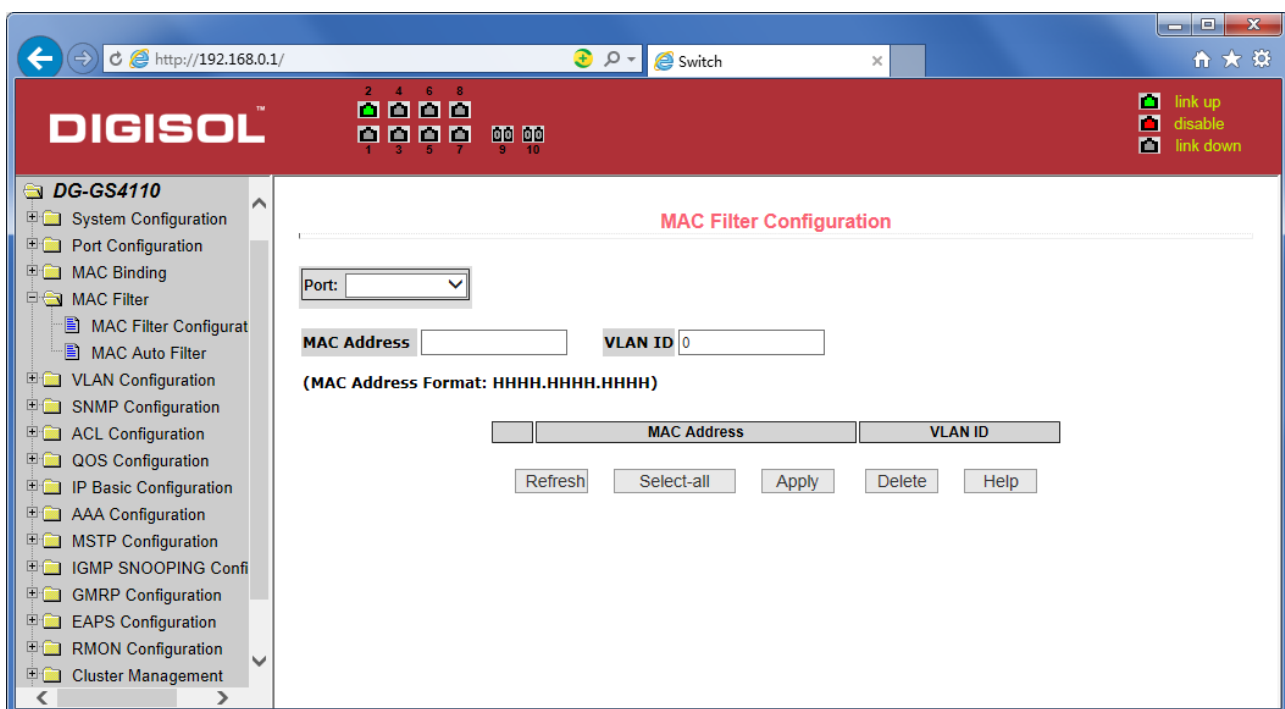 http://192.168.0.1/
Switch
DIGISOL™
2 4 6 8
1 3 5 7 9 10
link up
disable
link down
DG-GS4110
System Configuration
Port Configuration
MAC Binding
MAC Filter
MAC Filter Configurat
MAC Auto Filter
VLAN Configuration
SNMP Configuration
ACL Configuration
QOS Configuration
IP Basic Configuration
AAA Configuration
MSTP Configuration
IGMP SNOOPING Confi
GMRP Configuration
EAPS Configuration
RMON Configuration
Cluster Management
MAC Filter Configuration
Port:
MAC Address
VLAN ID 0
(MAC Address Format: HHHH.HHHH.HHHH)
MAC Address VLAN ID
Refresh Select-all Apply Delete Help